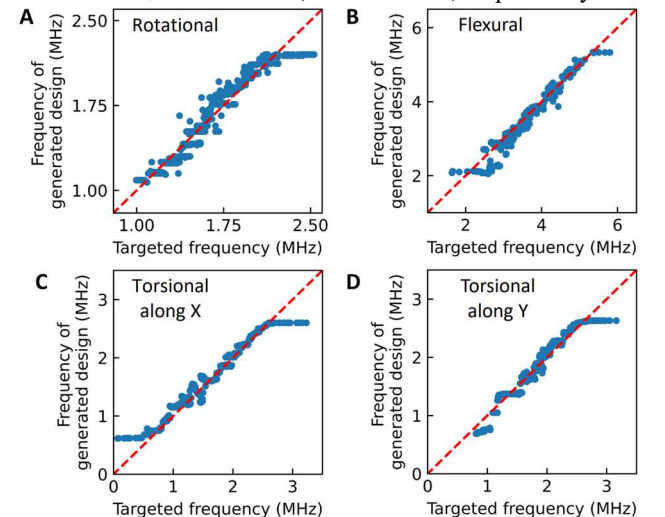 A
Rotational
Frequency of
generated design (MHz)
2.50
1.75
1.00
1.00 1.75 2.50
Targeted frequency (MHz)
B
Flexural
Frequency of
generated design (MHz)
6
4
2
2 4 6
Targeted frequency (MHz)
C
Torsional
along X
Frequency of
generated design (MHz)
3
2
1
0
0 1 2 3
Targeted frequency (MHz)
D
Torsional
along Y
Frequency of
generated design (MHz)
3
2
1
0
0 1 2 3
Targeted frequency (MHz)